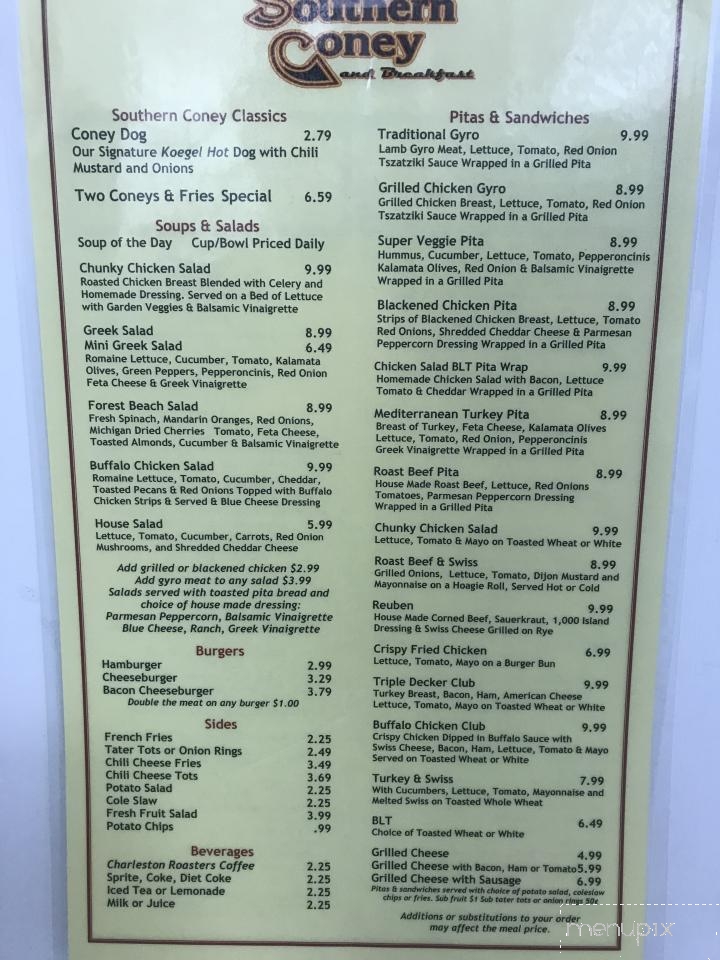 Southern
Coney
and Breakfast
Southern Coney Classics
Coney Dog 2.79
Our Signature Koegel Hot Dog with Chili
Mustard and Onions
Two Coneys & Fries Special 6.59
Soups & Salads
Soup of the Day Cup/Bowl Priced Daily
Chunky Chicken Salad 9.99
Roasted Chicken Breast Blended with Celery and
Homemade Dressing. Served on a Bed of Lettuce
with Garden Veggies & Balsamic Vinaigrette
Greek Salad 8.99
Mini Greek Salad 6.49
Romaine Lettuce, Cucumber, Tomato, Kalamata
Olives, Green Peppers, Pepperoncinis, Red Onion
Feta Cheese & Greek Vinaigrette
Forest Beach Salad 8.99
Fresh Spinach, Mandarin Oranges, Red Onions,
Michigan Dried Cherries Tomato, Feta Cheese,
Toasted Almonds, Cucumber & Balsamic Vinaigrette
Buffalo Chicken Salad 9.99
Romaine Lettuce, Tomato, Cucumber, Cheddar,
Toasted Pecans & Red Onions Topped with Buffalo
Chicken Strips & Served & Blue Cheese Dressing
House Salad 5.99
Lettuce, Tomato, Cucumber, Carrots, Red Onion
Mushrooms, and Shredded Cheddar Cheese
Add grilled or blackened chicken $2.99
Add gyro meat to any salad $3.99
Salads served with toasted pita bread and
choice of house made dressing:
Parmesan Peppercorn, Balsamic Vinaigrette
Blue Cheese, Ranch, Greek Vinaigrette
Burgers
Hamburger 2.99
Cheeseburger 3.29
Bacon Cheeseburger 3.79
Double the meat on any burger $1.00
Sides
French Fries 2.25
Tater Tots or Onion Rings 2.49
Chili Cheese Fries 3.49
Chili Cheese Tots 3.69
Potato Salad 2.25
Cole Slaw 2.25
Fresh Fruit Salad 3.99
Potato Chips .99
Beverages
Charleston Roasters Coffee 2.25
Sprite, Coke, Diet Coke 2.25
Iced Tea or Lemonade 2.25
Milk or Juice 2.25
Pitas & Sandwiches
Traditional Gyro 9.99
Lamb Gyro Meat, Lettuce, Tomato, Red Onion
Tszatziki Sauce Wrapped in a Grilled Pita
Grilled Chicken Gyro 8.99
Grilled Chicken Breast, Lettuce, Tomato, Red Onion
Tszatziki Sauce Wrapped in a Grilled Pita
Super Veggie Pita 8.99
Hummus, Cucumber, Lettuce, Tomato, Pepperoncinis
Kalamata Olives, Red Onion & Balsamic Vinaigrette
Wrapped in a Grilled Pita
Blackened Chicken Pita 8.99
Strips of Blackened Chicken Breast, Lettuce, Tomato
Red Onions, Shredded Cheddar Cheese & Parmesan
Peppercorn Dressing Wrapped in a Grilled Pita
Chicken Salad BLT Pita Wrap 9.99
Homemade Chicken Salad with Bacon, Lettuce
Tomato & Cheddar Wrapped in a Grilled Pita
Mediterranean Turkey Pita 8.99
Breast of Turkey, Feta Cheese, Kalamata Olives
Lettuce, Tomato, Red Onion, Pepperoncinis
Greek Vinaigrette Wrapped in a Grilled Pita
Roast Beef Pita 8.99
House Made Roast Beef, Lettuce, Red Onions
Tomatoes, Parmesan Peppercorn Dressing
Wrapped in a Grilled Pita
Chunky Chicken Salad 9.99
Lettuce, Tomato & Mayo on Toasted Wheat or White
Roast Beef & Swiss 8.99
Grilled Onions, Lettuce, Tomato, Dijon Mustard and
Mayonnaise on a Hoagie Roll, Served Hot or Cold
Reuben 9.99
House Made Corned Beef, Sauerkraut, 1,000 Island
Dressing & Swiss Cheese Grilled on Rye
Crispy Fried Chicken 6.99
Lettuce, Tomato, Mayo on a Burger Bun
Triple Decker Club 9.99
Turkey Breast, Bacon, Ham, American Cheese
Lettuce, Tomato, Mayo on Toasted Wheat or White
Buffalo Chicken Club 9.99
Crispy Chicken Dipped in Buffalo Sauce with
Swiss Cheese, Bacon, Ham, Lettuce, Tomato & Mayo
Served on Toasted Wheat or White
Turkey & Swiss 7.99
With Cucumbers, Lettuce, Tomato, Mayonnaise and
Melted Swiss on Toasted Whole Wheat
BLT 6.49
Choice of Toasted Wheat or White
Grilled Cheese 4.99
Grilled Cheese with Bacon, Ham or Tomato 5.99
Grilled Cheese with Sausage 6.99
Pitas & sandwiches served with choice of potato salad, coleslaw
chips or fries. Sub fruit $1 Sub tater tots or onion rings 50¢
Additions or substitutions to your order
may affect the meal price.
menupix